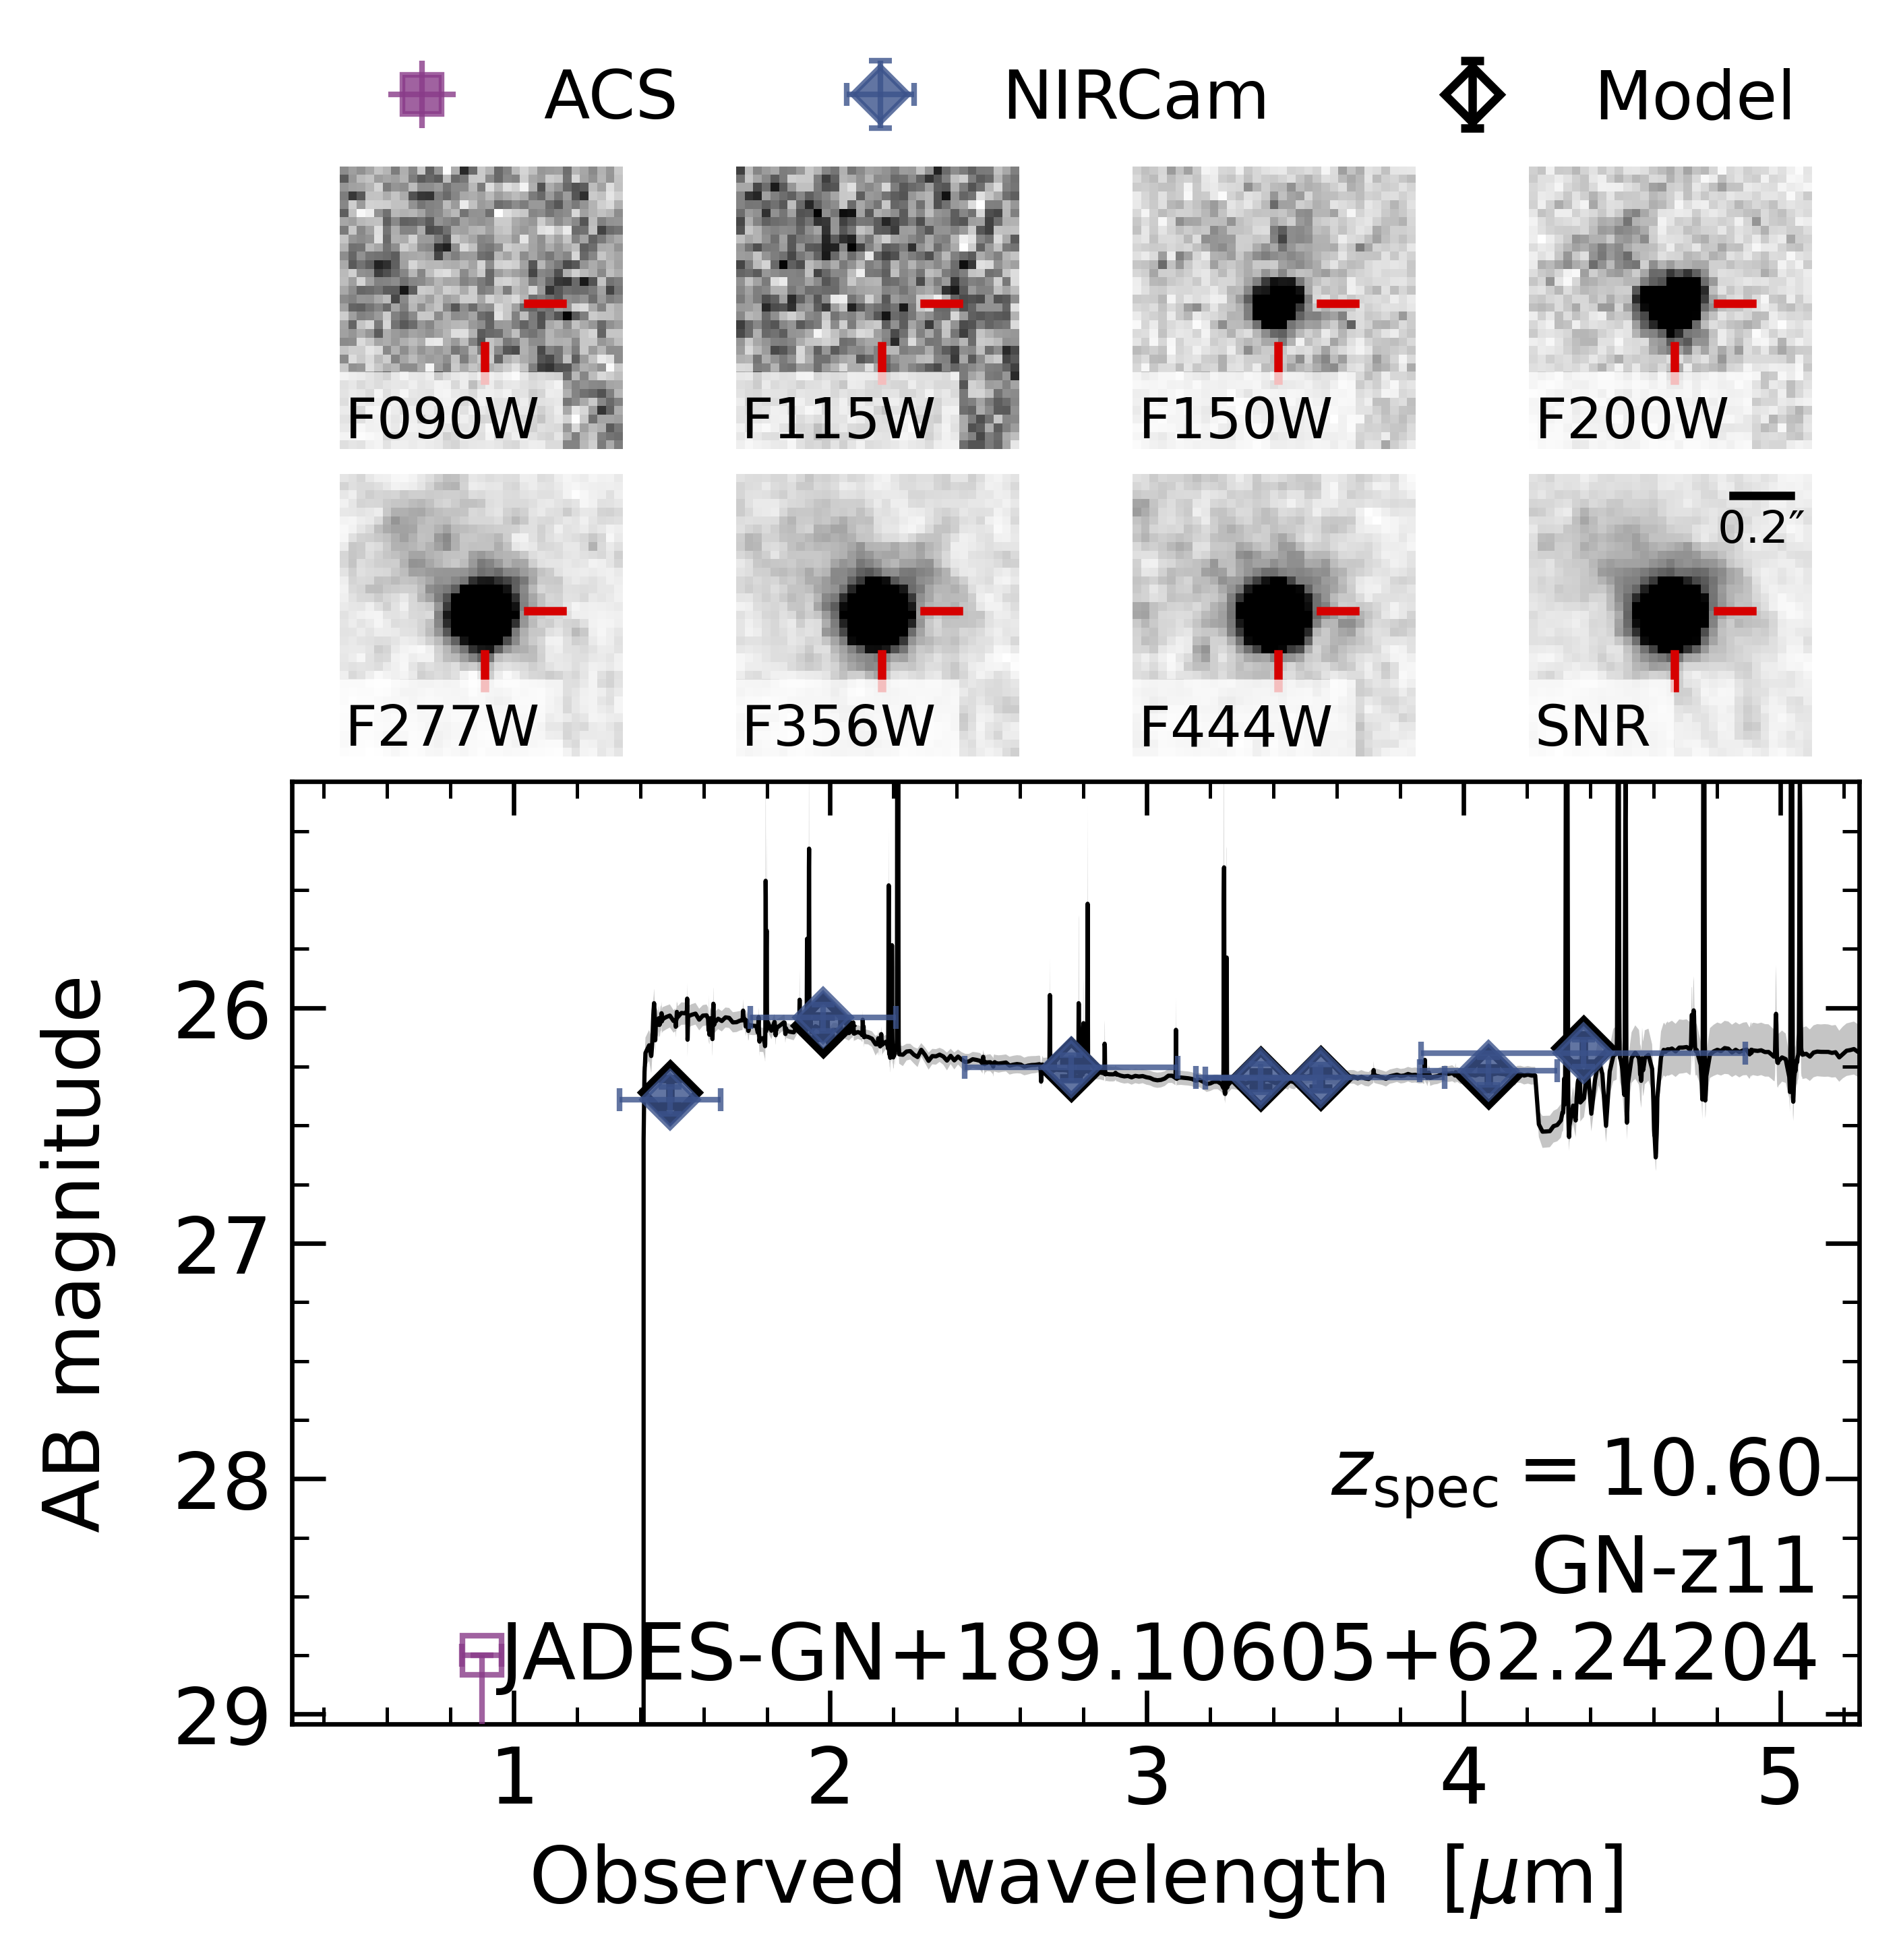 ACS NIRCam Model
F090W F115W F150W F200W
0.2″
F277W F356W F444W SNR
AB magnitude
26
27
28
29
zspec = 10.60
GN-z11
JADES-GN+189.10605+62.24204
1 2 3 4 5
Observed wavelength [μm]